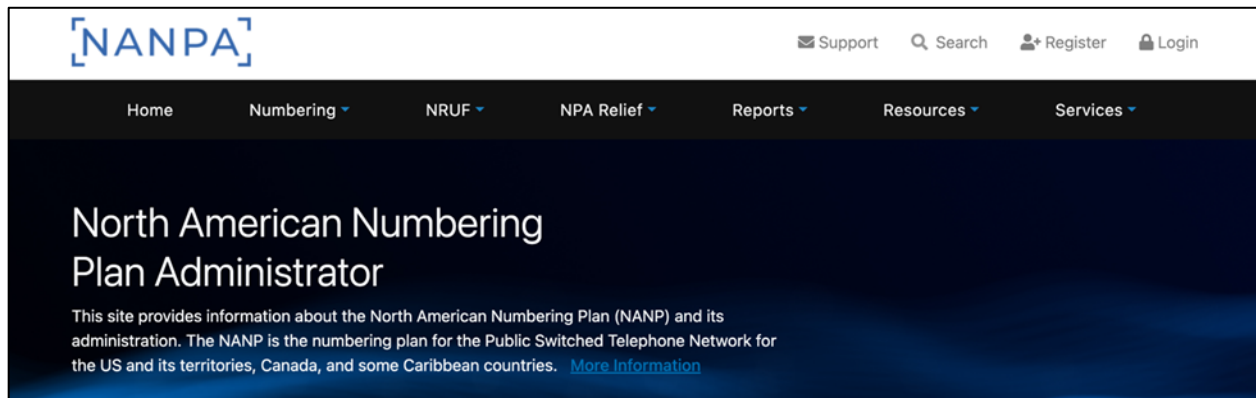 NANPA
Support Search Register Login
Home Numbering NRUF NPA Relief Reports Resources Services
North American Numbering
Plan Administrator
This site provides information about the North American Numbering Plan (NANP) and its
administration. The NANP is the numbering plan for the Public Switched Telephone Network for
the US and its territories, Canada, and some Caribbean countries. More Information